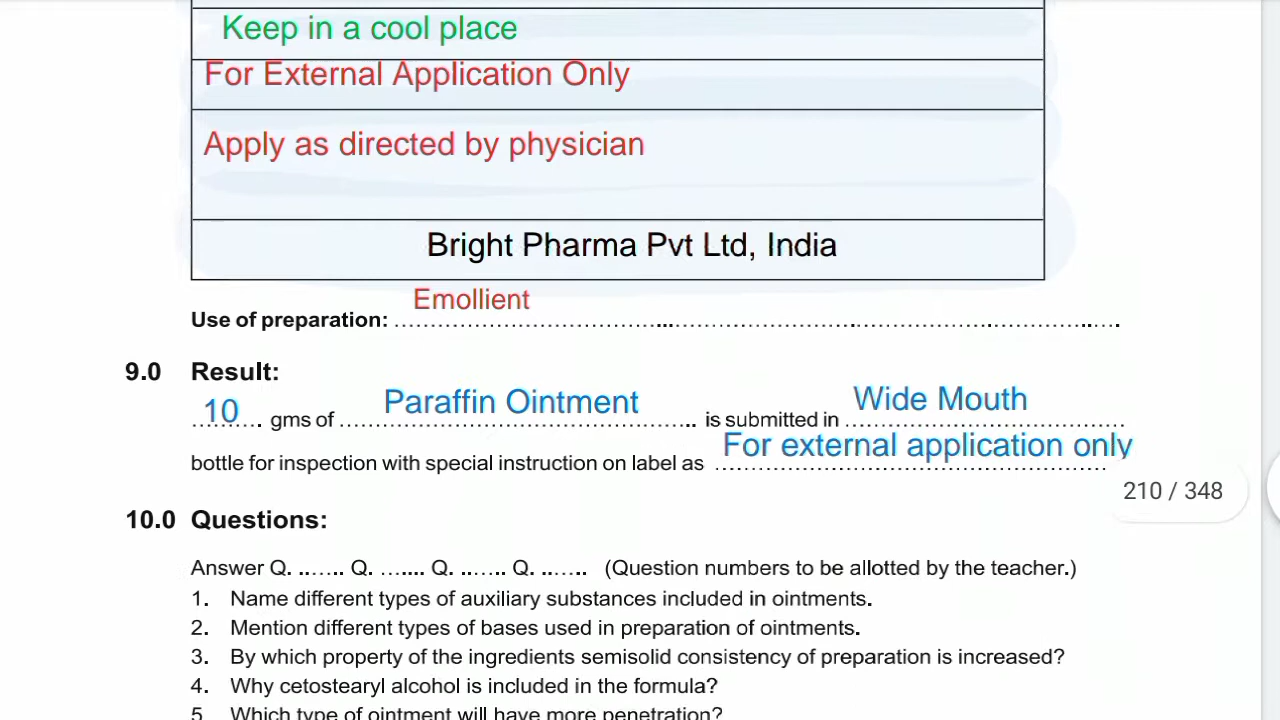 Keep in a cool place
For External Application Only
Apply as directed by physician
Bright Pharma Pvt Ltd, India
Use of preparation: Emollient
9.0 Result:
10 gms of Paraffin Ointment is submitted in Wide Mouth
bottle for inspection with special instruction on label as For external application only
210 / 348
10.0 Questions:
Answer Q. ........ Q. ........ Q. ........ Q. ........ (Question numbers to be allotted by the teacher.)
1. Name different types of auxiliary substances included in ointments.
2. Mention different types of bases used in preparation of ointments.
3. By which property of the ingredients semisolid consistency of preparation is increased?
4. Why cetostearyl alcohol is included in the formula?
5. Which type of ointment will have more penetration?